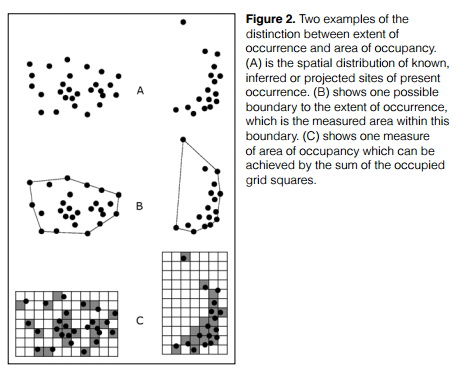 Figure 2. Two examples of the
distinction between extent of
occurrence and area of occupancy.
(A) is the spatial distribution of known,
inferred or projected sites of present
occurrence. (B) shows one possible
boundary to the extent of occurrence,
which is the measured area within this
boundary. (C) shows one measure
of area of occupancy which can be
achieved by the sum of the occupied
grid squares.
A
B
C